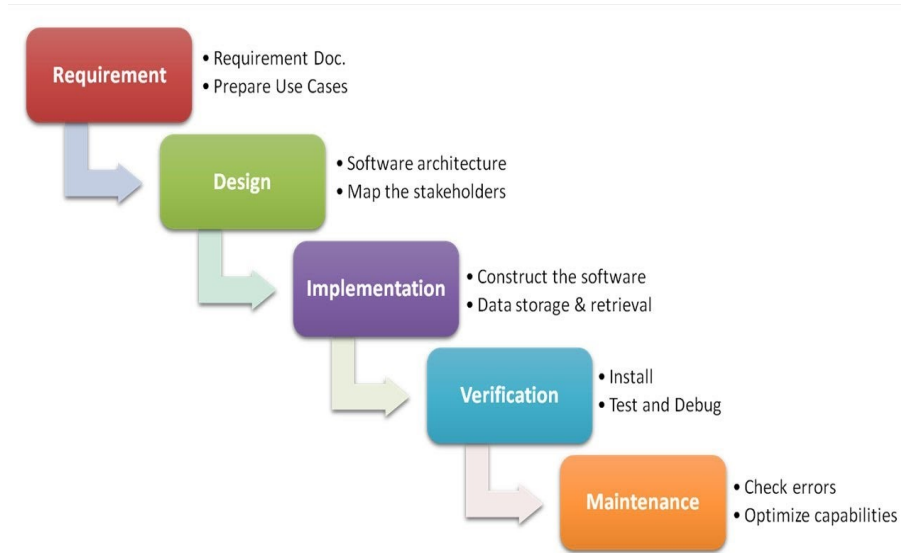 Requirement
• Requirement Doc.
• Prepare Use Cases
Design
• Software architecture
• Map the stakeholders
Implementation
• Construct the software
• Data storage & retrieval
Verification
• Install
• Test and Debug
Maintenance
• Check errors
• Optimize capabilities